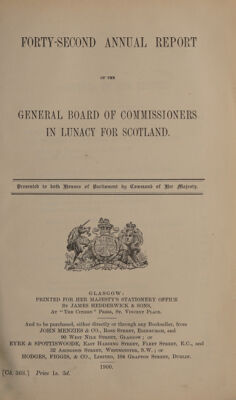 FORTY-SECOND ANNUAL REPORT
OF THE
GENERAL BOARD OF COMMISSIONERS
IN LUNACY FOR SCOTLAND.
Presented to both Houses of Parliament by Command of Her Majesty.
GLASGOW:
PRINTED FOR HER MAJESTY'S STATIONERY OFFICE
BY JAMES HEDDERWICK & SONS,
AT "THE CITIZEN" PRESS, ST. VINCENT PLACE.
And to be purchased, either directly or through any Bookseller, from
JOHN MENZIES & CO., ROSE STREET, EDINBURGH, and
90 WEST NILE STREET, GLASGOW; or
EYRE & SPOTTISWOODE, EAST HARDING STREET, FLEET STREET, E.C., and
32 ABINGDON STREET, WESTMINSTER, S.W.; or
HODGES, FIGGIS, & CO., LIMITED, 104 GRAFTON STREET, DUBLIN.
1900.
[Cd. 368.] Price 1s. 3d.